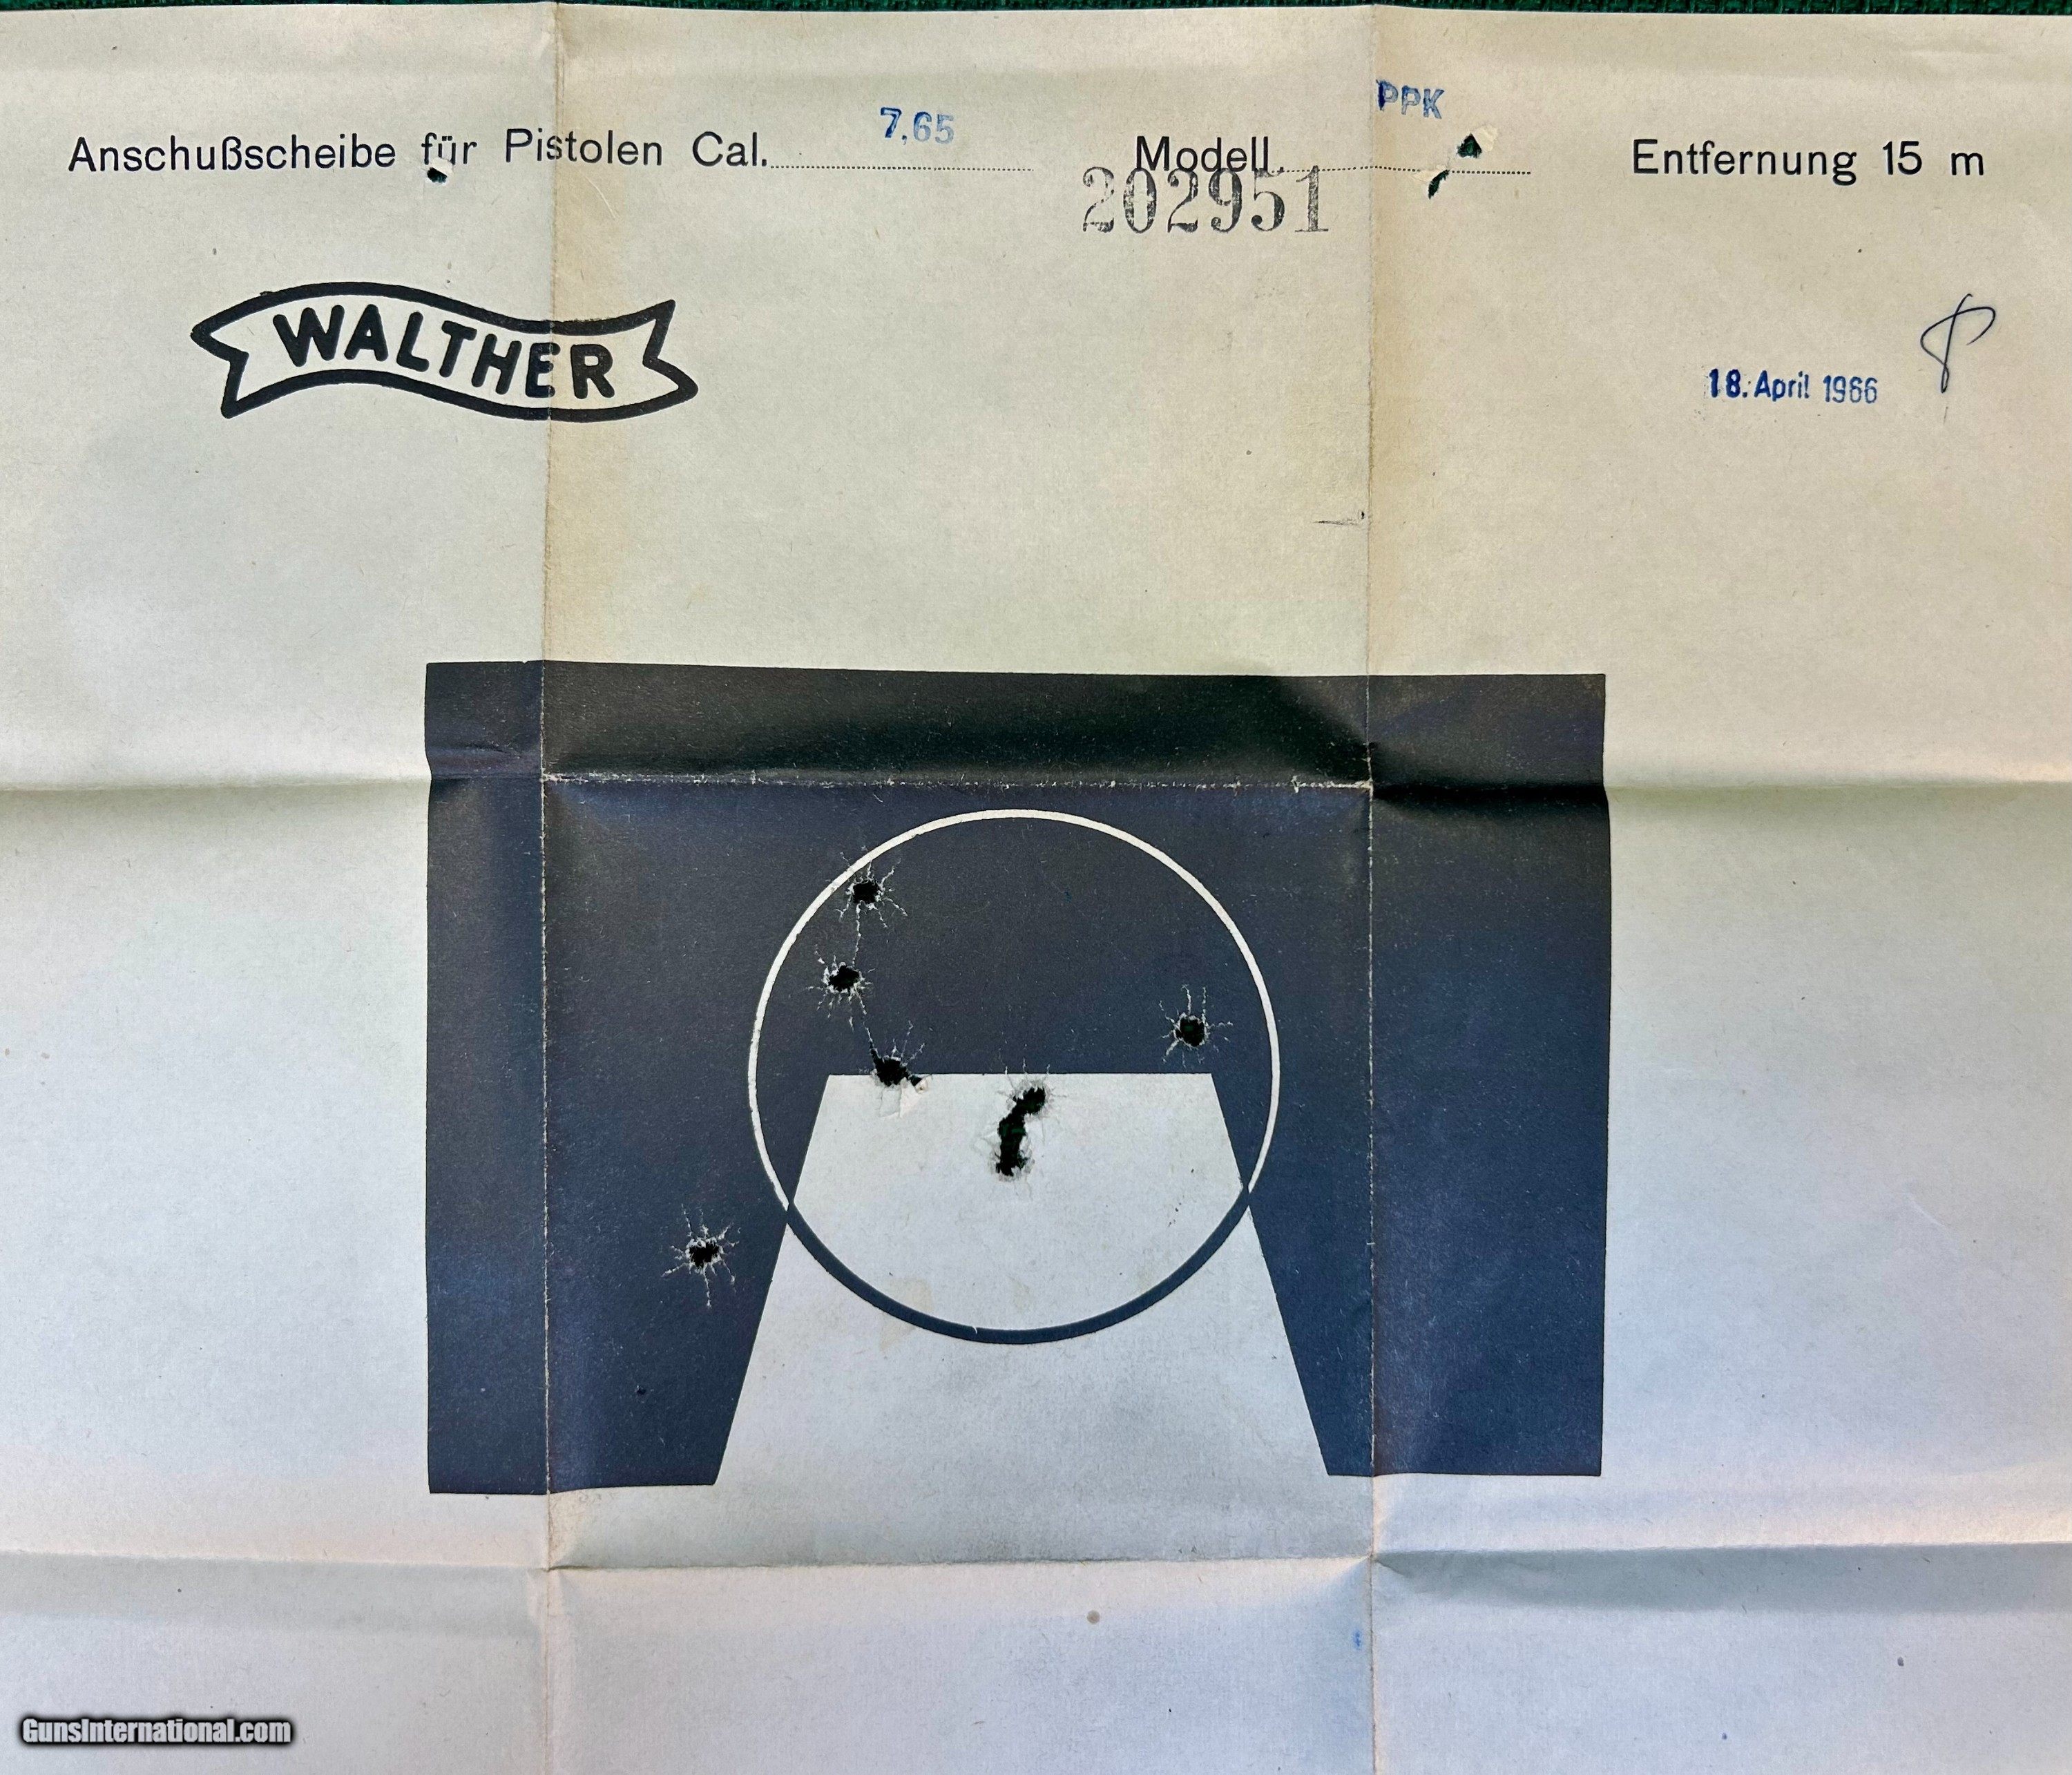 PPK
Anschußscheibe für Pistolen Cal. 7,65 Modell Entfernung 15 m
202951
WALTHER
18. April 1966
GunsInternational.com